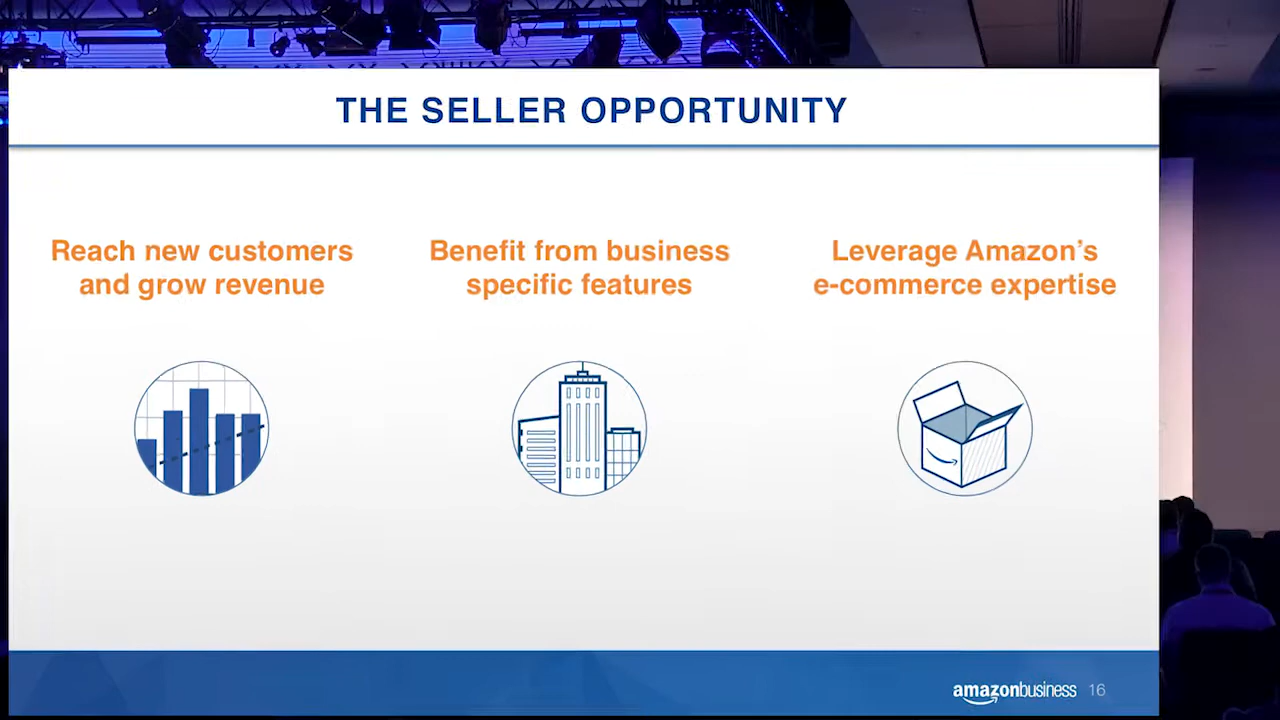 THE SELLER OPPORTUNITY
Reach new customers
and grow revenue
Benefit from business
specific features
Leverage Amazon’s
e-commerce expertise
amazonbusiness 16